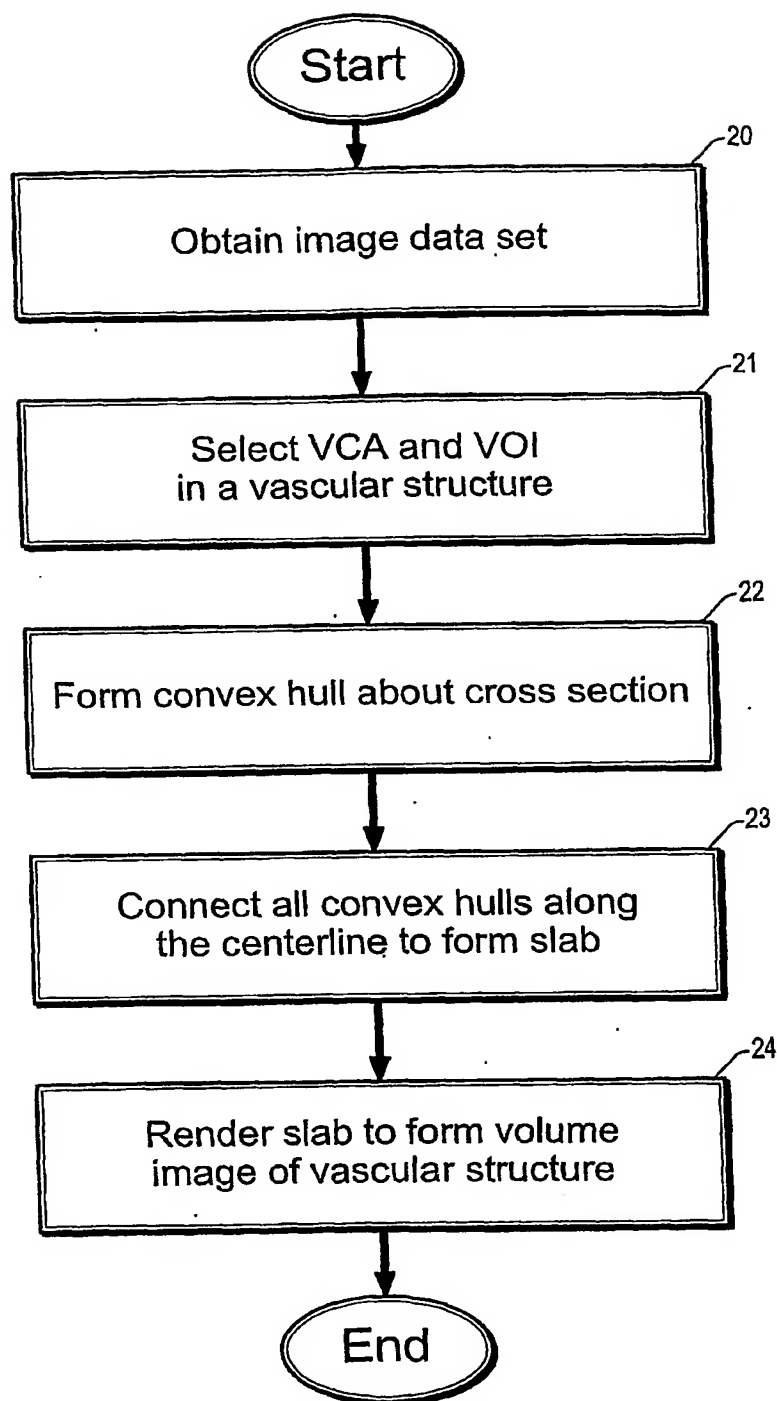 Start
20
Obtain image data set
21
Select VCA and VOI
in a vascular structure
22
Form convex hull about cross section
23
Connect all convex hulls along
the centerline to form slab
24
Render slab to form volume
image of vascular structure
End